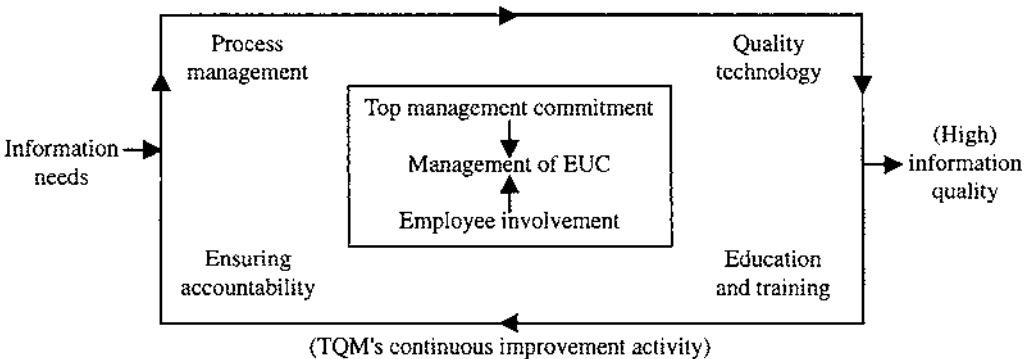 Process
management
Quality
technology
Top management commitment
Management of EUC
Employee involvement
Information
needs
(High)
information
quality
Ensuring
accountability
Education
and training
(TQM's continuous improvement activity)